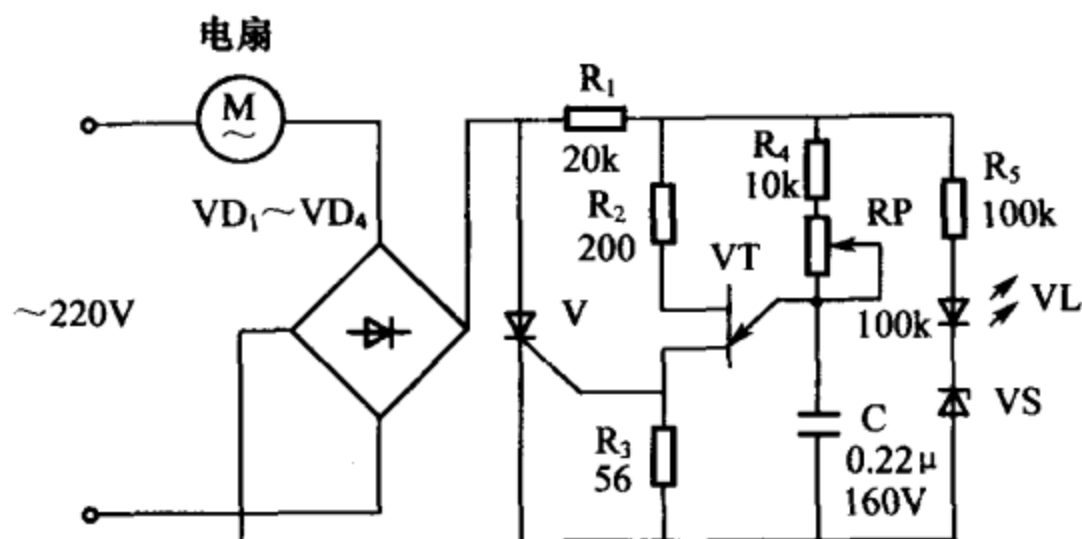 电扇
M
~
VD₁~VD₄
~220V
R₁
20k
R₂
200
V
R₃
56
VT
R₄
10k
RP
100k
C
0.22μ
160V
R₅
100k
VL
VS